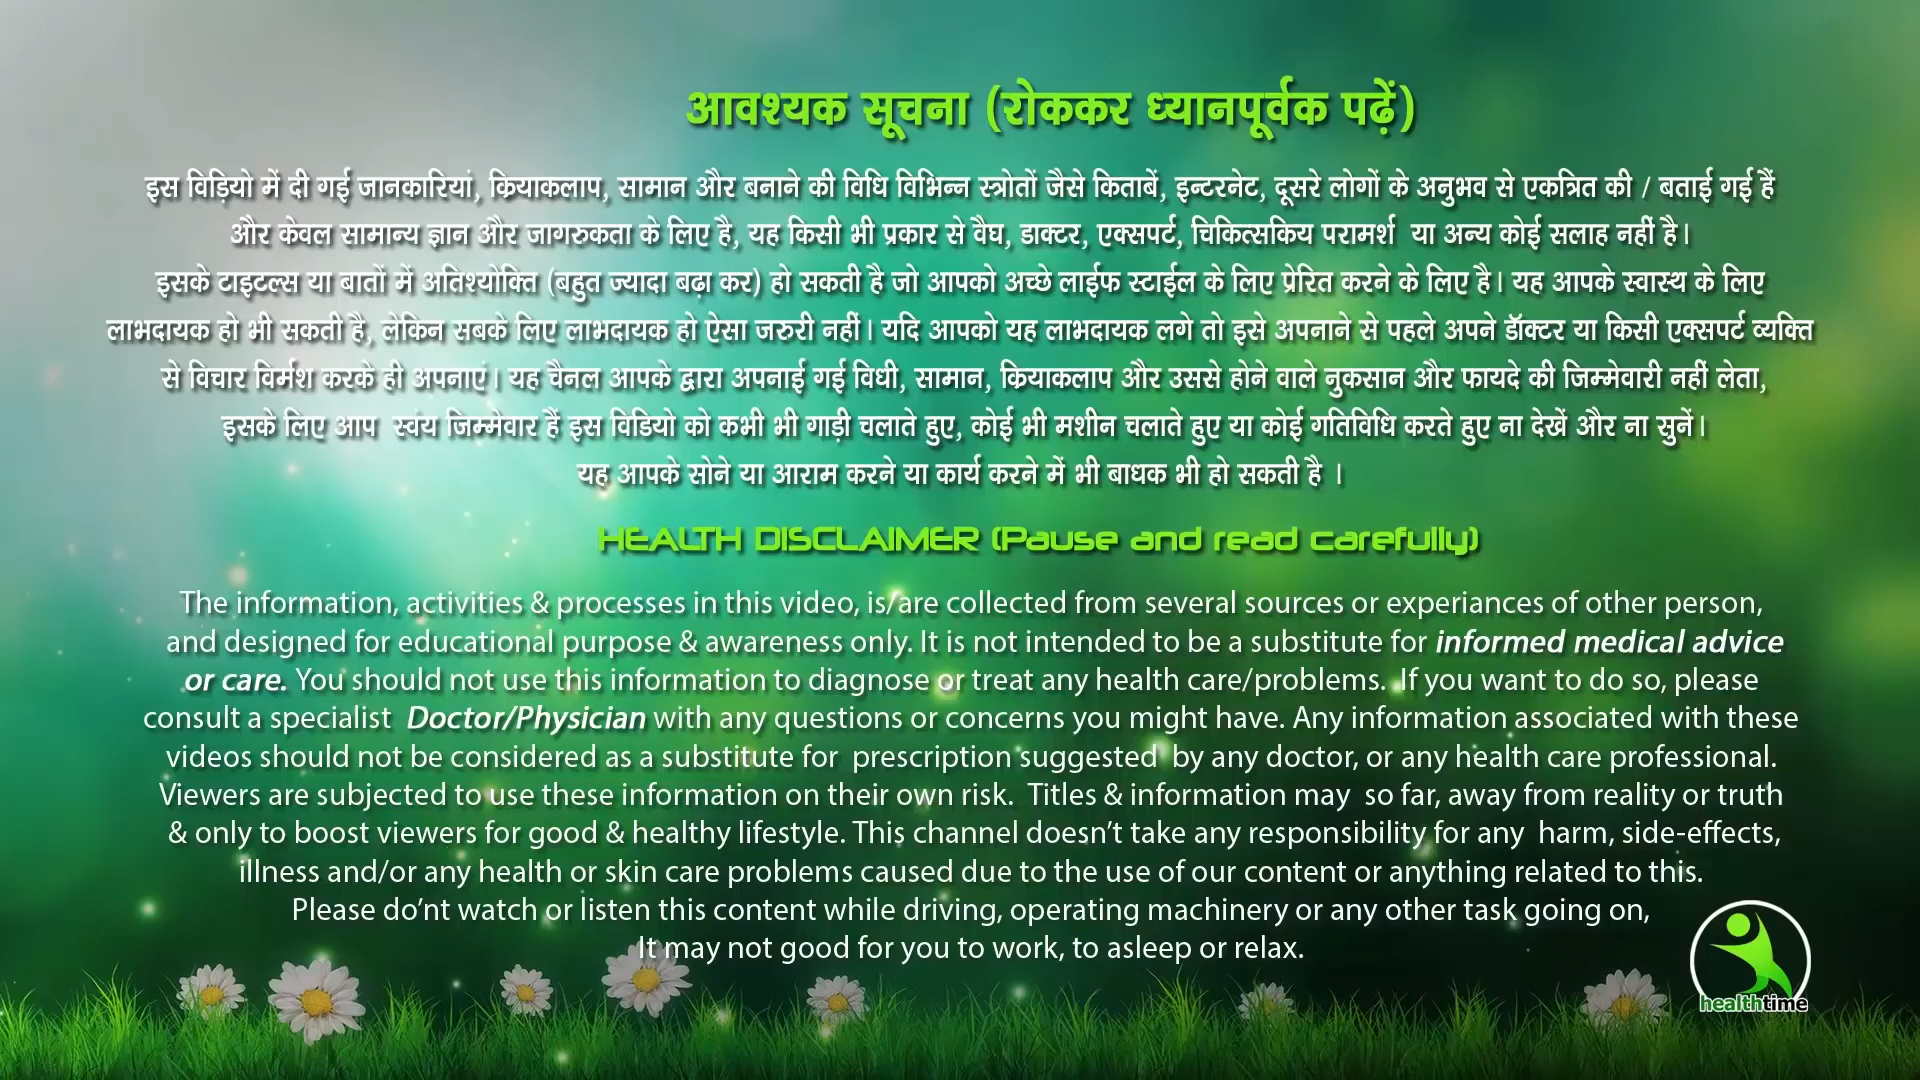 आवश्यक सूचना (रोककर ध्यानपूर्वक पढ़ें)
इस विड़ियो में दी गई जानकारियां, क्रियाकलाप, सामान और बनाने की विधि विभिन्न स्त्रोतों जैसे किताबें, इन्टरनेट, दूसरे लोगों के अनुभव से एकत्रित की / बताई गई हैं
और केवल सामान्य ज्ञान और जागरुकता के लिए है, यह किसी भी प्रकार से वैघ, डाक्टर, एक्सपर्ट, चिकित्सकिय परामर्श या अन्य कोई सलाह नहीं है।
इसके टाइटल्स या बातों में अतिश्योक्ति (बहुत ज्यादा बढ़ा कर) हो सकती है जो आपको अच्छे लाईफ स्टाईल के लिए प्रेरित करने के लिए है। यह आपके स्वास्थ के लिए
लाभदायक हो भी सकती है, लेकिन सबके लिए लाभदायक हो ऐसा जरुरी नहीं। यदि आपको यह लाभदायक लगे तो इसे अपनाने से पहले अपने डॉक्टर या किसी एक्सपर्ट व्यक्ति
से विचार विर्मश करके ही अपनाएं। यह चैनल आपके द्वारा अपनाई गई विधी, सामान, क्रियाकलाप और उससे होने वाले नुकसान और फायदे की जिम्मेवारी नहीं लेता,
इसके लिए आप स्वंय जिम्मेवार हैं इस विडियो को कभी भी गाड़ी चलाते हुए, कोई भी मशीन चलाते हुए या कोई गतिविधि करते हुए ना देखें और ना सुनें।
यह आपके सोने या आराम करने या कार्य करने में भी बाधक भी हो सकती है ।
HEALTH DISCLAIMER (Pause and read carefully)
The information, activities & processes in this video, is/are collected from several sources or experiances of other person,
and designed for educational purpose & awareness only. It is not intended to be a substitute for informed medical advice
or care. You should not use this information to diagnose or treat any health care/problems. If you want to do so, please
consult a specialist Doctor/Physician with any questions or concerns you might have. Any information associated with these
videos should not be considered as a substitute for prescription suggested by any doctor, or any health care professional.
Viewers are subjected to use these information on their own risk. Titles & information may so far, away from reality or truth
& only to boost viewers for good & healthy lifestyle. This channel doesn't take any responsibility for any harm, side-effects,
illness and/or any health or skin care problems caused due to the use of our content or anything related to this.
Please do'nt watch or listen this content while driving, operating machinery or any other task going on,
It may not good for you to work, to asleep or relax.
healthtime